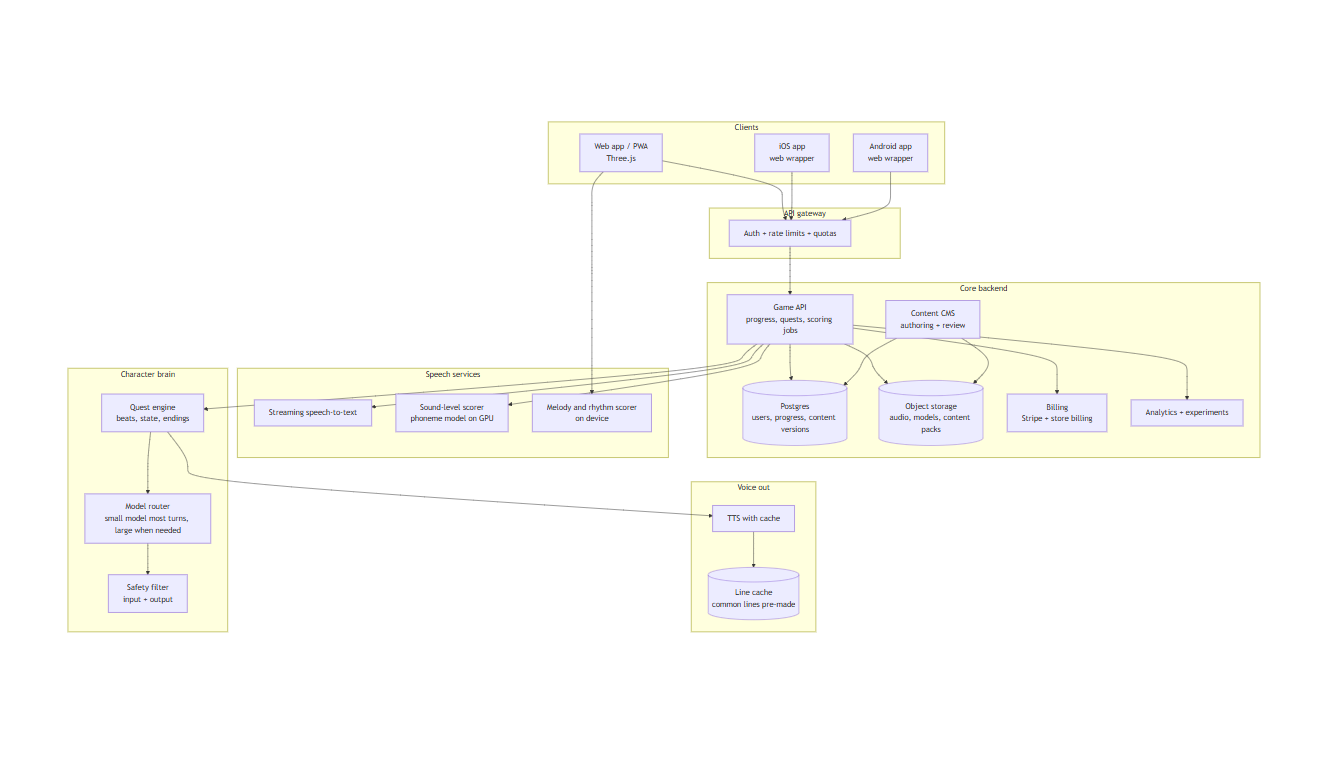 Clients
Web app / PWA
Three.js
iOS app
web wrapper
Android app
web wrapper
API gateway
Auth + rate limits + quotas
Core backend
Game API
progress, quests, scoring
jobs
Content CMS
authoring + review
Postgres
users, progress, content
versions
Object storage
audio, models, content
packs
Billing
Stripe + store billing
Analytics + experiments
Speech services
Streaming speech-to-text
Sound-level scorer
phoneme model on GPU
Melody and rhythm scorer
on device
Character brain
Quest engine
beats, state, endings
Model router
small model most turns,
large when needed
Safety filter
input + output
Voice out
TTS with cache
Line cache
common lines pre-made